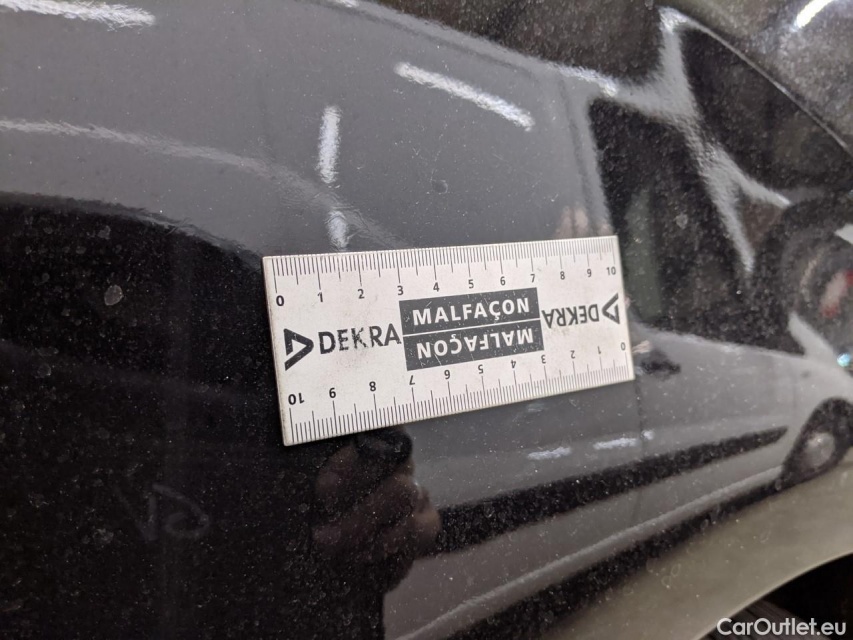 0 1 2 3 4 5 6 7 8 9 10
DEKRA MALFAÇON DEKRA
MALFAÇON
10 9 8 7 6 5 4 3 2 1 0
CarOutlet.eu